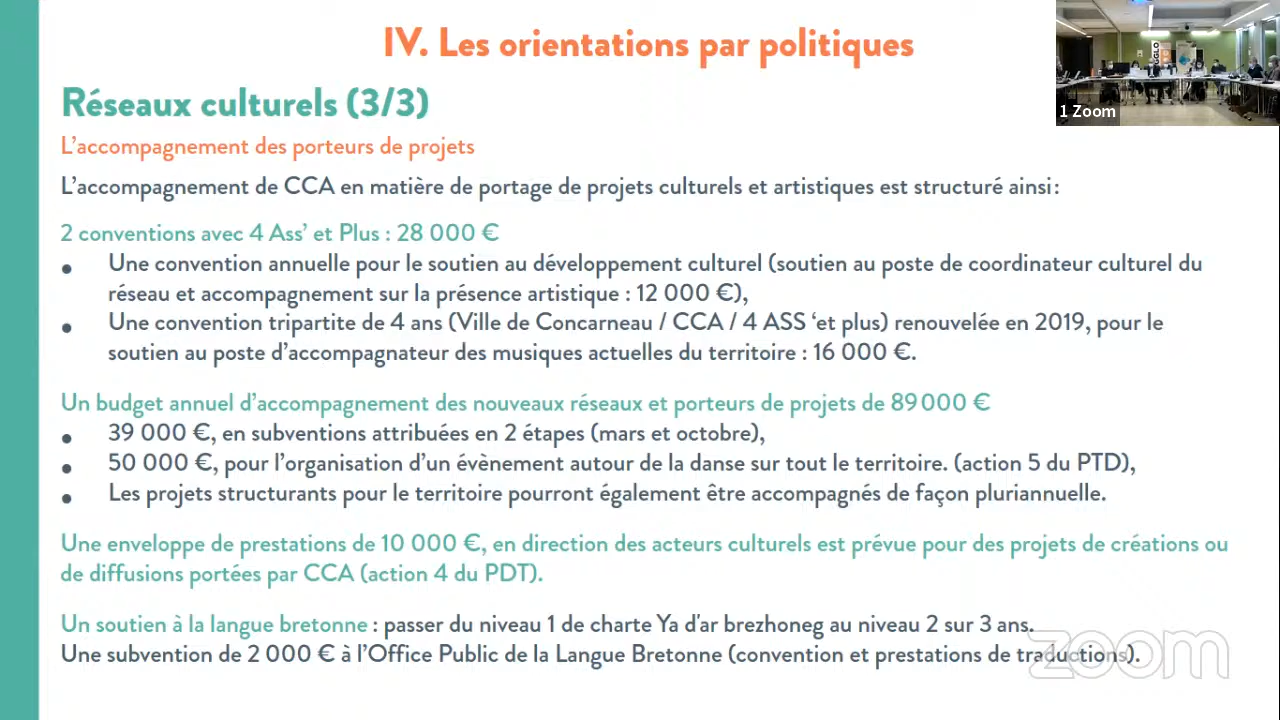 IV. Les orientations par politiques
AGGLO
1 Zoom
Réseaux culturels (3/3)
L'accompagnement des porteurs de projets
L'accompagnement de CCA en matière de portage de projets culturels et artistiques est structuré ainsi :
2 conventions avec 4 Ass' et Plus : 28 000 €
• Une convention annuelle pour le soutien au développement culturel (soutien au poste de coordinateur culturel du
réseau et accompagnement sur la présence artistique : 12 000 €),
• Une convention tripartite de 4 ans (Ville de Concarneau / CCA / 4 ASS 'et plus) renouvelée en 2019, pour le
soutien au poste d'accompagnateur des musiques actuelles du territoire : 16 000 €.
Un budget annuel d'accompagnement des nouveaux réseaux et porteurs de projets de 89 000 €
• 39 000 €, en subventions attribuées en 2 étapes (mars et octobre),
• 50 000 €, pour l'organisation d'un évènement autour de la danse sur tout le territoire. (action 5 du PTD),
• Les projets structurants pour le territoire pourront également être accompagnés de façon pluriannuelle.
Une enveloppe de prestations de 10 000 €, en direction des acteurs culturels est prévue pour des projets de créations ou
de diffusions portées par CCA (action 4 du PDT).
Un soutien à la langue bretonne : passer du niveau 1 de charte Ya d'ar brezhoneg au niveau 2 sur 3 ans.
Une subvention de 2 000 € à l'Office Public de la Langue Bretonne (convention et prestations de traductions).
zoom